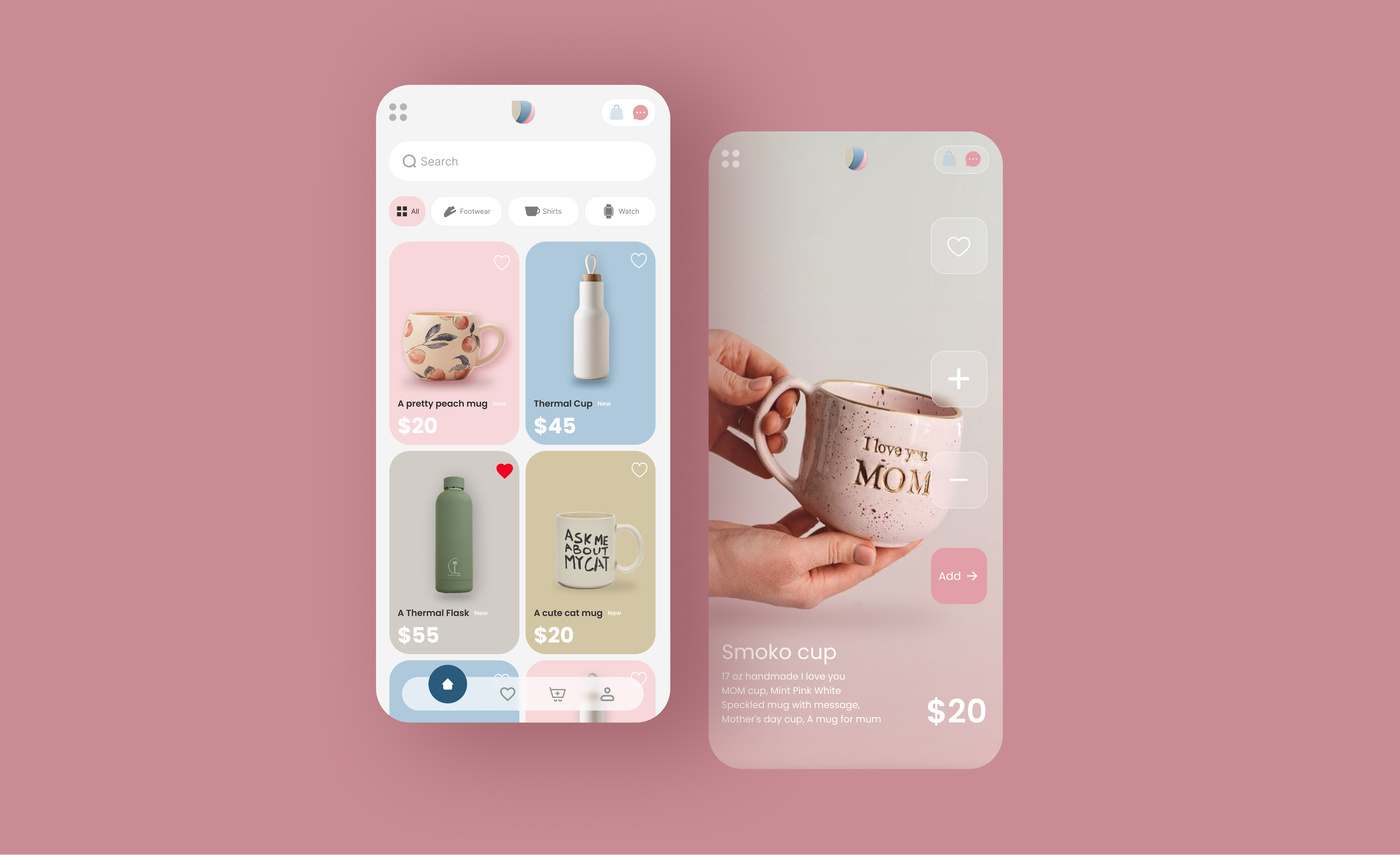 Search
All
Footwear
Shirts
Watch
A pretty peach mug New
$20
Thermal Cup New
$45
ASK ME
ABOUT
MY CAT
A Thermal Flask New
$55
A cute cat mug New
$20
I love you
MOM
Add
Smoko cup
17 oz handmade I love you
MOM cup, Mint Pink White
Speckled mug with message,
Mother's day cup, A mug for mum
$20